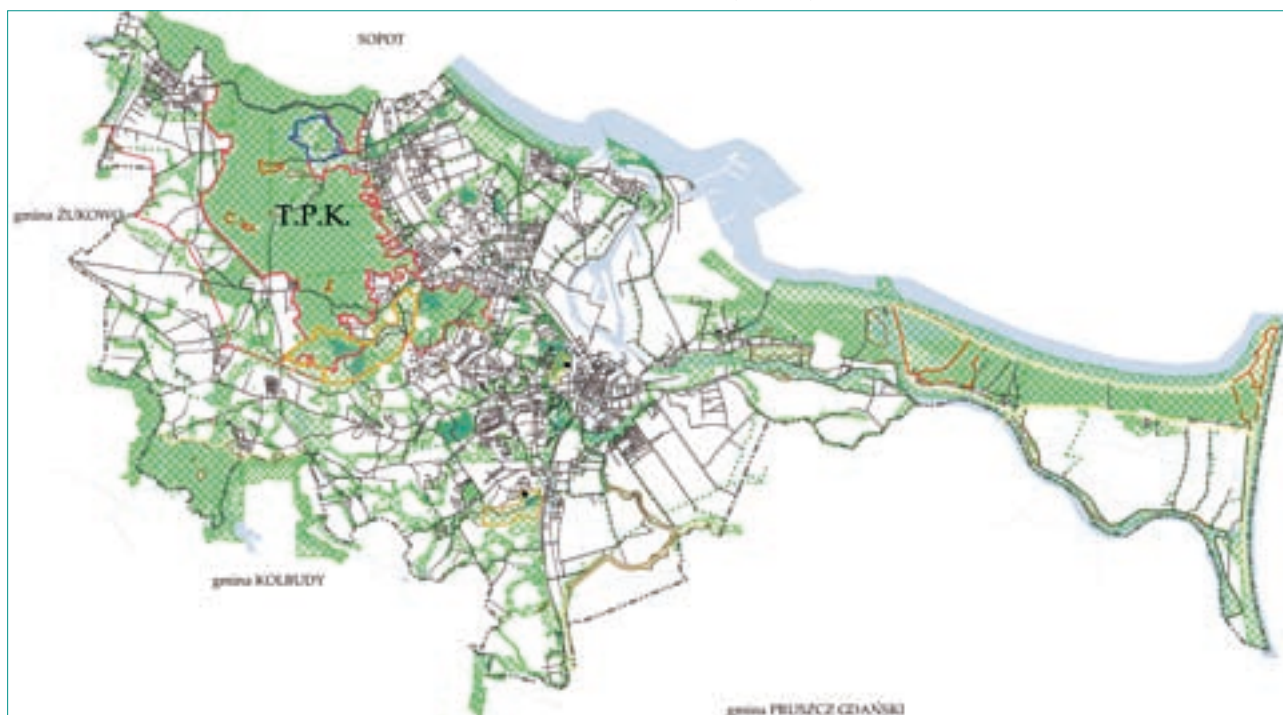 SOPOT
gmina ŻUKOWO
T.P.K.
gmina KOLBUDY
gmina PRUSZCZ GDAŃSKI